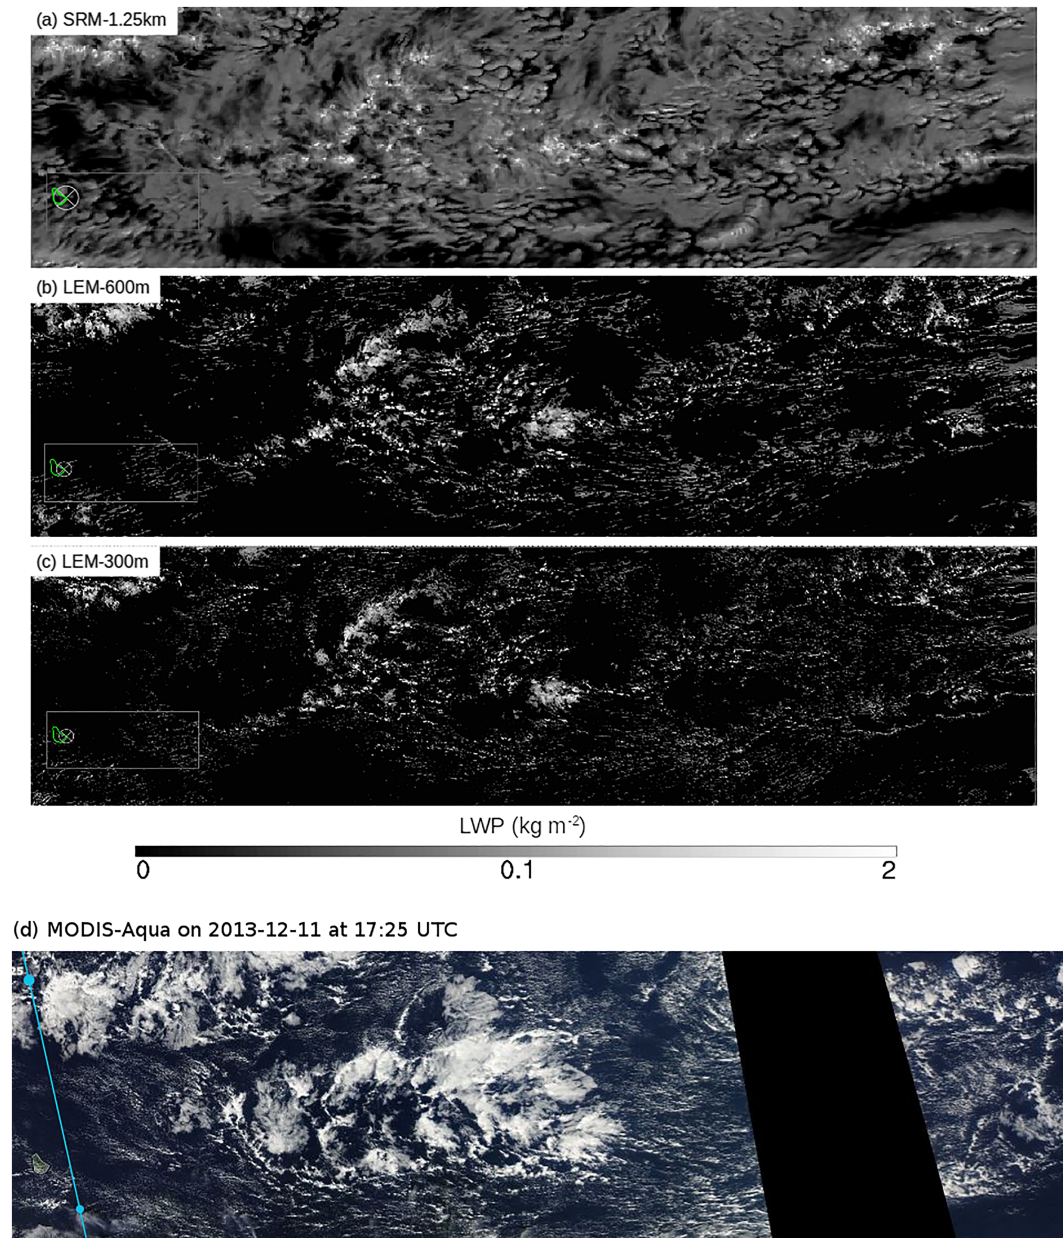 (a) SRM-1.25km
(b) LEM-600m
(c) LEM-300m
LWP (kg m-2)
0 0.1 2
(d) MODIS-Aqua on 2013-12-11 at 17:25 UTC
25